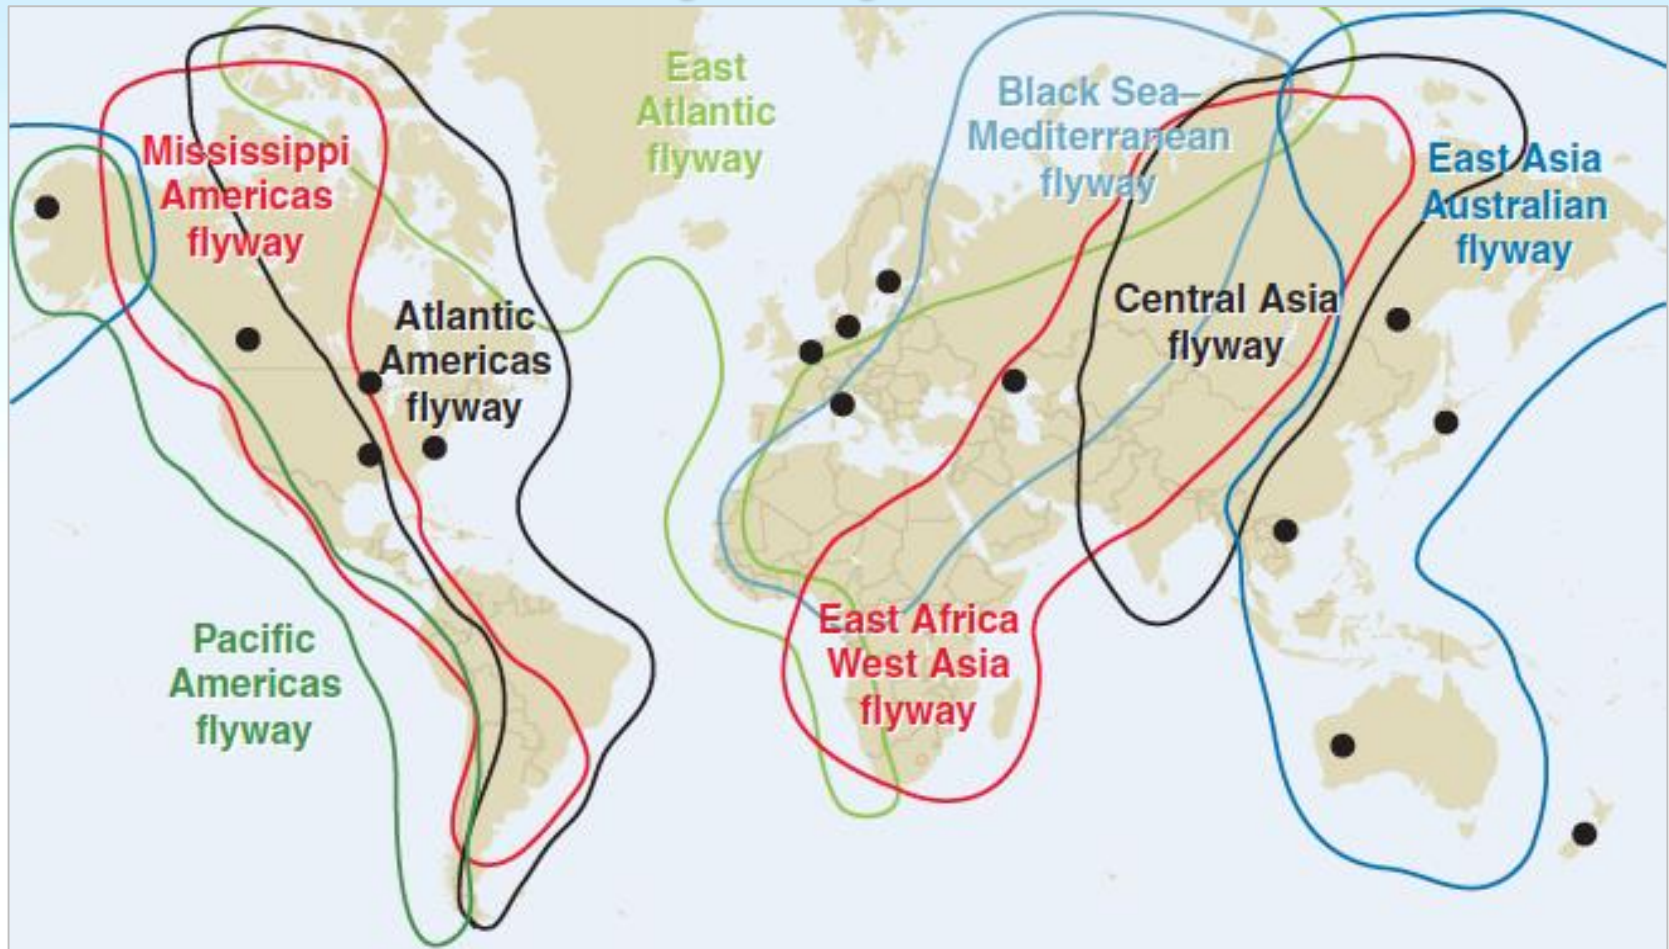 East
Atlantic
flyway
Black Sea–
Mediterranean
flyway
Mississippi
Americas
flyway
East Asia
Australian
flyway
Atlantic
Americas
flyway
Central Asia
flyway
Pacific
Americas
flyway
East Africa
West Asia
flyway